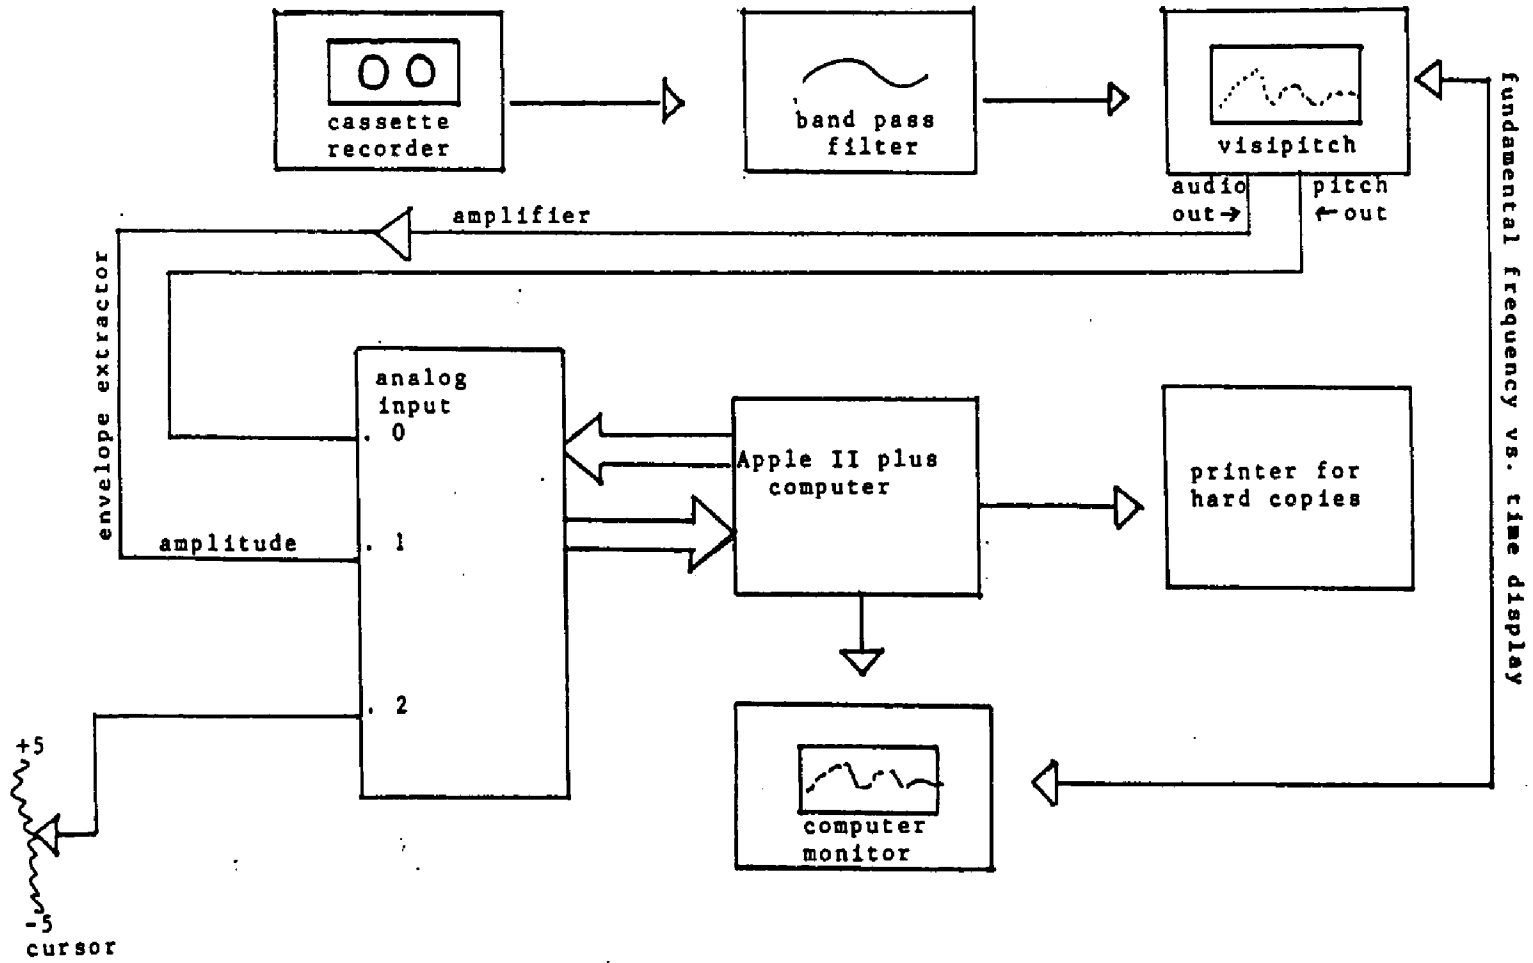 cassette
recorder
band pass
filter
visipitch
audio
out→
pitch
←out
amplifier
envelope extractor
fundamental frequency vs. time display
analog
input
. 0
. 1
. 2
amplitude
Apple II plus
computer
printer for
hard copies
computer
monitor
+5
-5
cursor